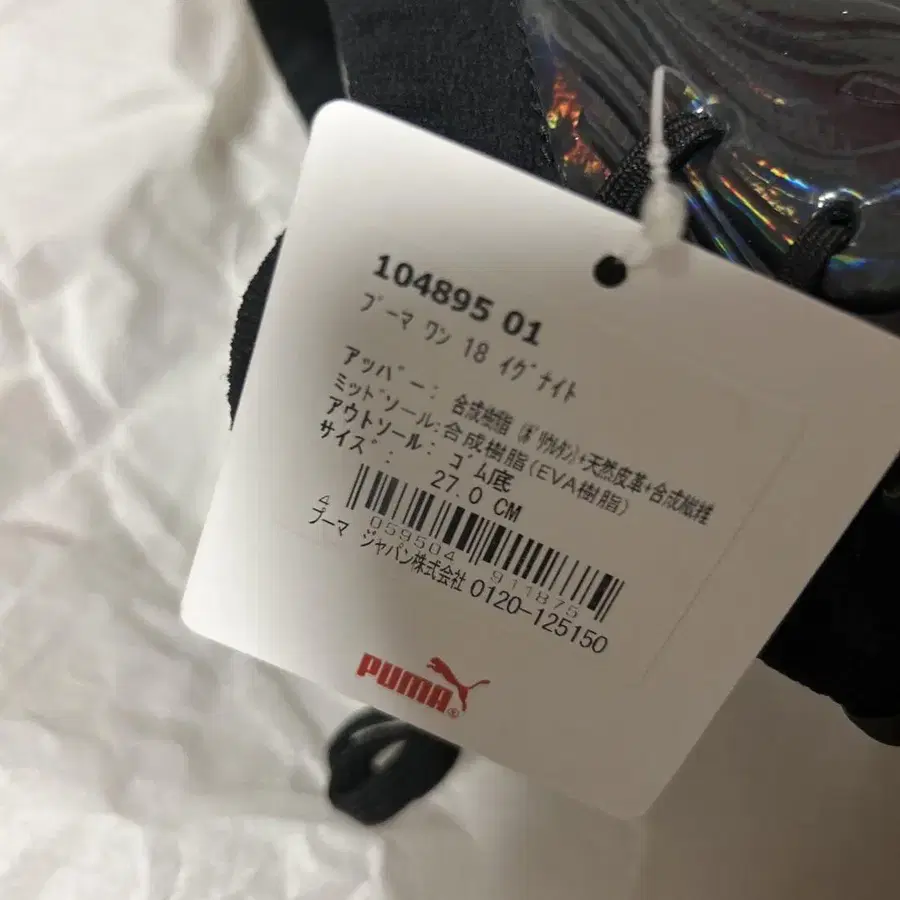 104895 01
プーマ ワン 18 イグナイト
アッパー: 合成樹脂(ポリウレタン)+天然皮革+合成繊維
ミッドソール:合成樹脂(EVA樹脂)
アウトソール: ゴム底
サイズ: 27.0 CM
4 059504 911875
プーマ ジャパン株式会社 0120-125150
PUMA®